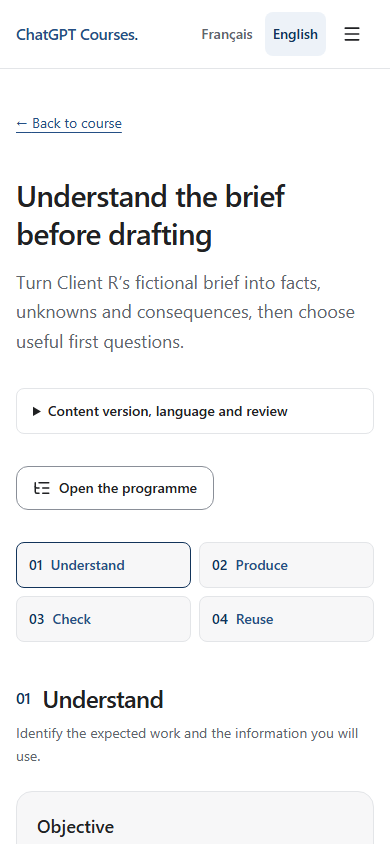 ChatGPT Courses.
Français
English
← Back to course
Understand the brief
before drafting
Turn Client R’s fictional brief into facts,
unknowns and consequences, then choose
useful first questions.
Content version, language and review
Open the programme
01 Understand
02 Produce
03 Check
04 Reuse
01 Understand
Identify the expected work and the information you will
use.
Objective